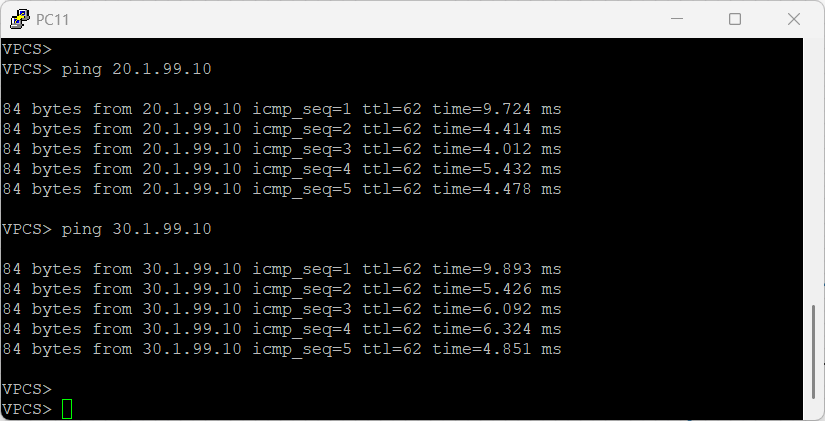 PC11
VPCS>
VPCS> ping 20.1.99.10
84 bytes from 20.1.99.10 icmp_seq=1 ttl=62 time=9.724 ms
84 bytes from 20.1.99.10 icmp_seq=2 ttl=62 time=4.414 ms
84 bytes from 20.1.99.10 icmp_seq=3 ttl=62 time=4.012 ms
84 bytes from 20.1.99.10 icmp_seq=4 ttl=62 time=5.432 ms
84 bytes from 20.1.99.10 icmp_seq=5 ttl=62 time=4.478 ms
VPCS> ping 30.1.99.10
84 bytes from 30.1.99.10 icmp_seq=1 ttl=62 time=9.893 ms
84 bytes from 30.1.99.10 icmp_seq=2 ttl=62 time=5.426 ms
84 bytes from 30.1.99.10 icmp_seq=3 ttl=62 time=6.092 ms
84 bytes from 30.1.99.10 icmp_seq=4 ttl=62 time=6.324 ms
84 bytes from 30.1.99.10 icmp_seq=5 ttl=62 time=4.851 ms
VPCS>
VPCS>